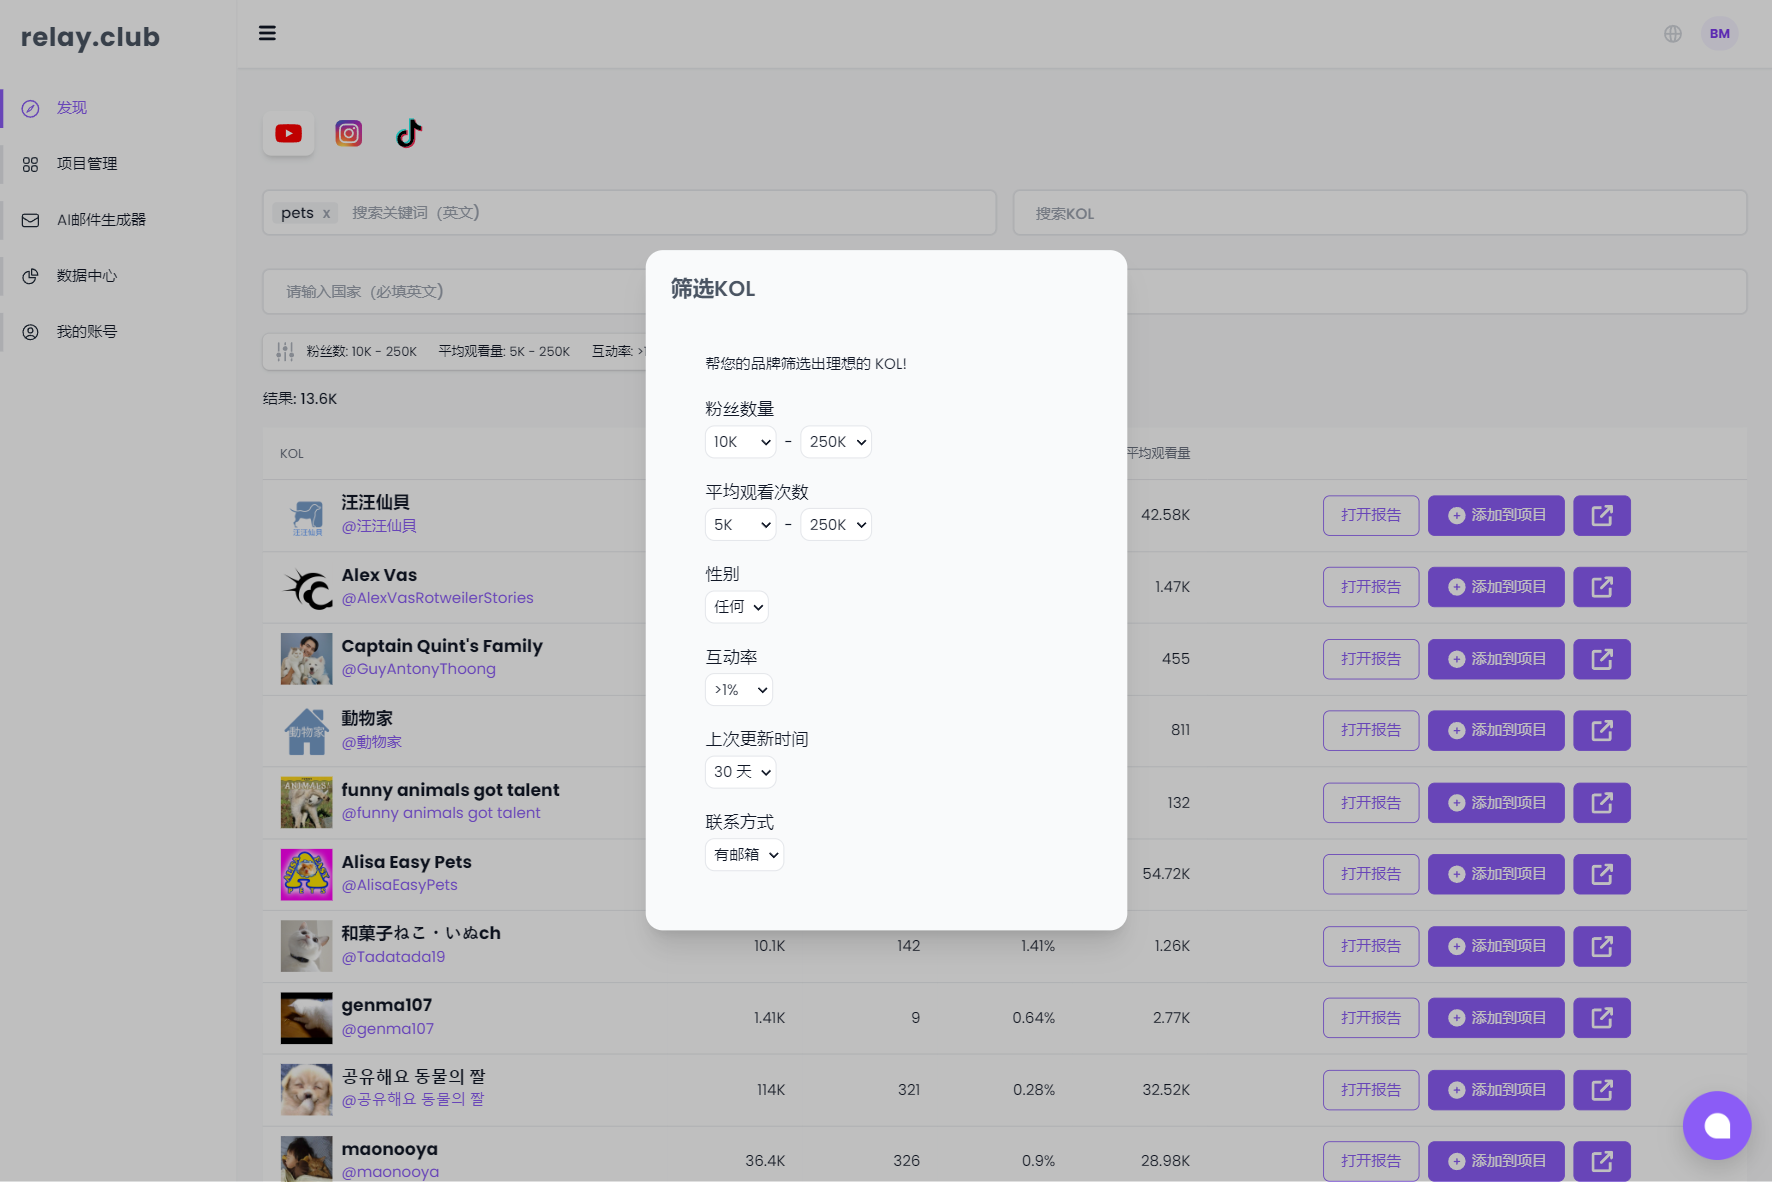 relay.club
BM
发现
项目管理
AI邮件生成器
数据中心
我的账号
pets x 搜索关键词（英文）
搜索KOL
请输入国家（必填英文）
粉丝数: 10K - 250K 平均观看量: 5K - 250K 互动率:
结果: 13.6K
筛选KOL
帮您的品牌筛选出理想的 KOL!
粉丝数量
10K - 250K
平均观看次数
5K - 250K
性别
任何
互动率
>1%
上次更新时间
30 天
联系方式
有邮箱
KOL 平均观看量
汪汪仙貝
@汪汪仙貝
汪汪仙貝
42.58K 打开报告 添加到项目
Alex Vas
@AlexVasRotweilerStories
1.47K 打开报告 添加到项目
Captain Quint's Family
@GuyAntonyThoong
455 打开报告 添加到项目
動物家
@動物家
動物家
811 打开报告 添加到项目
ANIMALS
funny animals got talent
@funny animals got talent
132 打开报告 添加到项目
Alisa Easy Pets
@AlisaEasyPets
54.72K 打开报告 添加到项目
和菓子ねこ・いぬch
@Tadatada19
10.1K 142 1.41% 1.26K 打开报告 添加到项目
genma107
@genma107
1.41K 9 0.64% 2.77K 打开报告 添加到项目
공유해요 동물의 짤
@공유해요 동물의 짤
114K 321 0.28% 32.52K 打开报告 添加到项目
maonooya
@maonooya
36.4K 326 0.9% 28.98K 打开报告 添加到项目